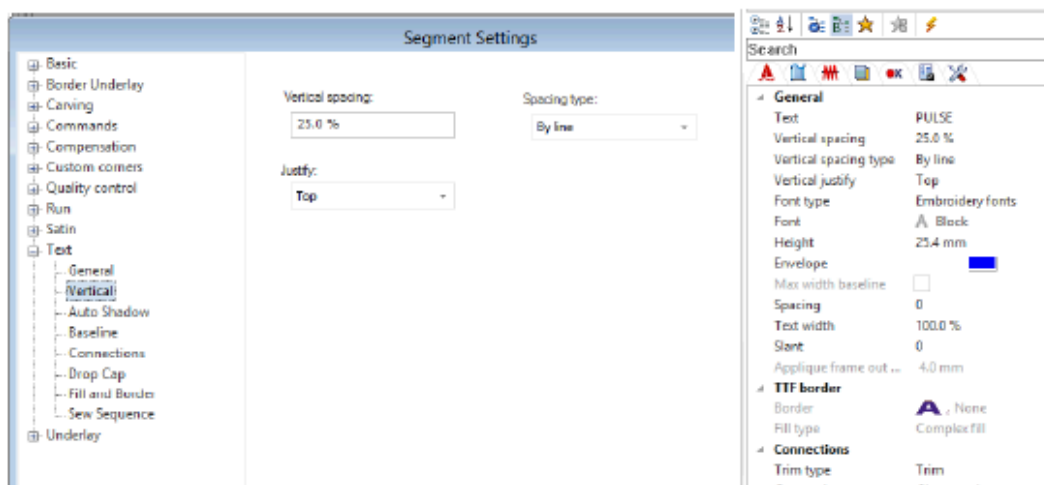 Segment Settings
Basic
Border Underlay
Carving
Commands
Compensation
Custom corners
Quality control
Run
Satin
Text
General
Vertical
Auto Shadow
Baseline
Connections
Drop Cap
Fill and Border
Sew Sequence
Underlay
Vertical spacing:
25.0 %
Spacing type:
By line
Justify:
Top
Search
General
Text PULSE
Vertical spacing 25.0 %
Vertical spacing type By line
Vertical justify Top
Font type Embroidery fonts
Font A Block
Height 25.4 mm
Envelope
Max width baseline
Spacing 0
Text width 100.0 %
Slant 0
Applique frame out ... 4.0 mm
TTF border
Border A , None
Fill type Complex fill
Connections
Trim type Trim